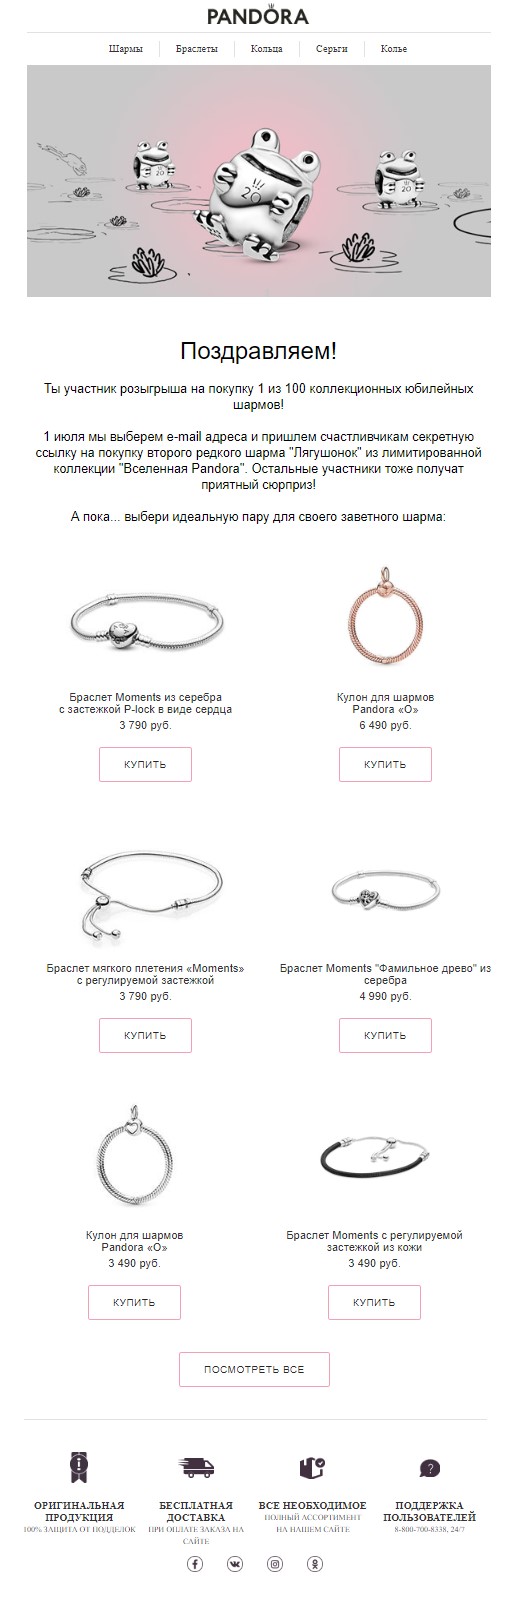 PANDÖRA
Шармы Браслеты Кольца Серьги Колье
20 20 20
Поздравляем!
Ты участник розыгрыша на покупку 1 из 100 коллекционных юбилейных
шармов!
1 июля мы выберем e-mail адреса и пришлем счастливчикам секретную
ссылку на покупку второго редкого шарма "Лягушонок" из лимитированной
коллекции "Вселенная Pandora". Остальные участники тоже получат
приятный сюрприз!
А пока... выбери идеальную пару для своего заветного шарма:
Браслет Moments из серебра
с застежкой P-lock в виде сердца
3 790 руб.
КУПИТЬ
Кулон для шармов
Pandora «О»
6 490 руб.
КУПИТЬ
Браслет мягкого плетения «Moments»
с регулируемой застежкой
3 790 руб.
КУПИТЬ
Браслет Moments "Фамильное древо" из
серебра
4 990 руб.
КУПИТЬ
Кулон для шармов
Pandora «О»
3 490 руб.
КУПИТЬ
Браслет Moments с регулируемой
застежкой из кожи
3 490 руб.
КУПИТЬ
ПОСМОТРЕТЬ ВСЕ
ОРИГИНАЛЬНАЯ
ПРОДУКЦИЯ
100% ЗАЩИТА ОТ ПОДДЕЛОК
БЕСПЛАТНАЯ
ДОСТАВКА
ПРИ ОПЛАТЕ ЗАКАЗА НА
САЙТЕ
ВСЕ НЕОБХОДИМОЕ
ПОЛНЫЙ АССОРТИМЕНТ
НА НАШЕМ САЙТЕ
ПОДДЕРЖКА
ПОЛЬЗОВАТЕЛЕЙ
8-800-700-8338, 24/7